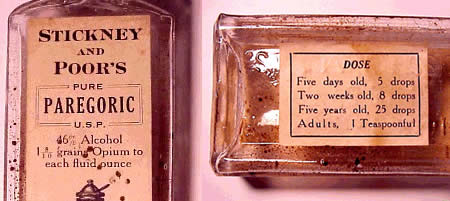 STICKNEY
AND
POOR'S
PURE
PAREGORIC
U.S.P.
46% Alcohol
1 8/10 grains Opium to
each fluid ounce
DOSE
Five days old, 5 drops
Two weeks old, 8 drops
Five years old, 25 drops
Adults, 1 Teaspoonful